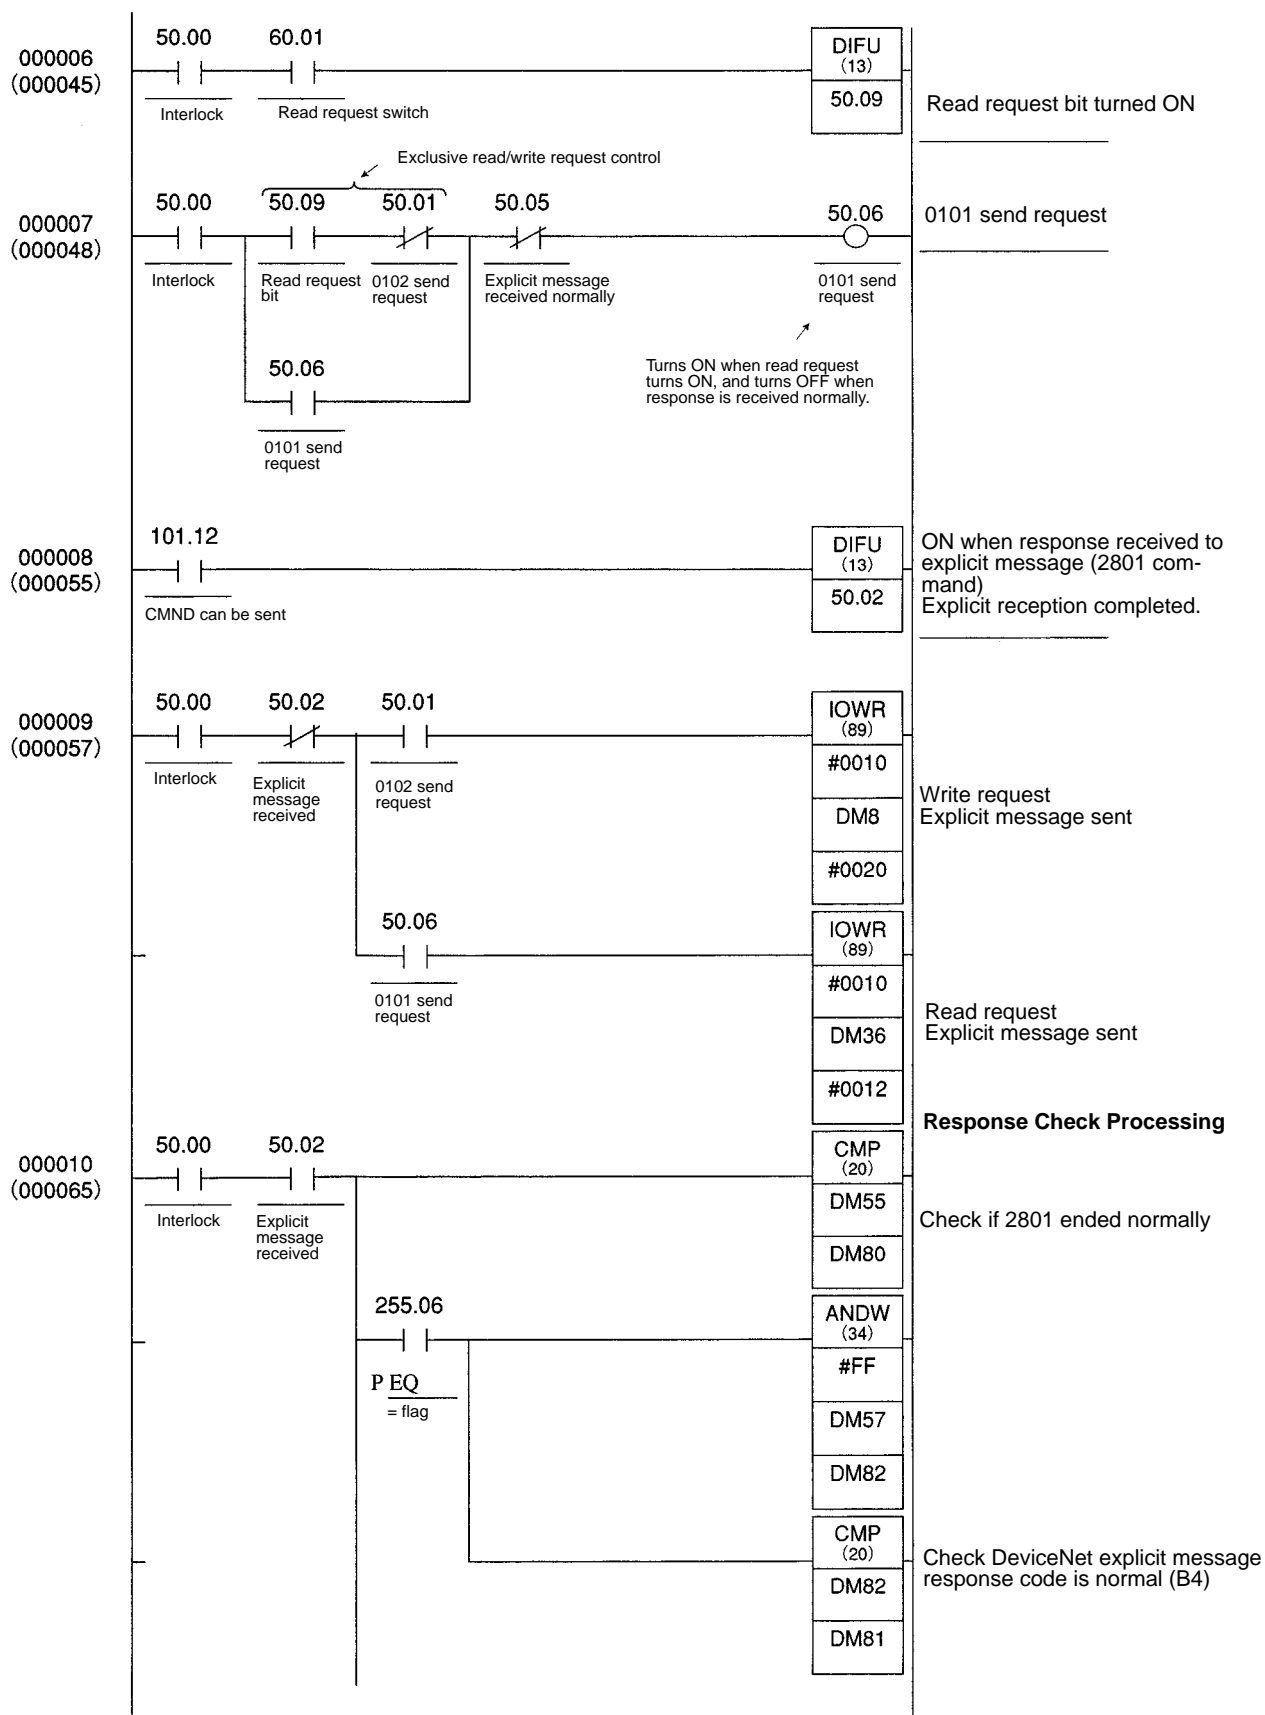 50.00 60.01 DIFU
000006 (13)
(000045) 50.09
Interlock Read request switch Read request bit turned ON
Exclusive read/write request control
50.00 50.09 50.01 50.05 50.06 0101 send request
000007
(000048)
Interlock Read request 0102 send Explicit message 0101 send
bit request received normally request
50.06 Turns ON when read request
turns ON, and turns OFF when
response is received normally.
0101 send
request
101.12 DIFU ON when response received to
000008 (13) explicit message (2801 com-
(000055) 50.02 mand)
CMND can be sent Explicit reception completed.
50.00 50.02 50.01 IOWR
000009 (89)
(000057) #0010
Interlock Explicit 0102 send DM8 Write request
message request Explicit message sent
received #0020
50.06 IOWR
(89)
#0010
0101 send Read request
request DM36 Explicit message sent
#0012
Response Check Processing
50.00 50.02 CMP
000010 (20)
(000065) DM55
Interlock Explicit Check if 2801 ended normally
message DM80
received
255.06 ANDW
(34)
P EQ #FF
= flag DM57
DM82
CMP
(20) Check DeviceNet explicit message
DM82 response code is normal (B4)
DM81